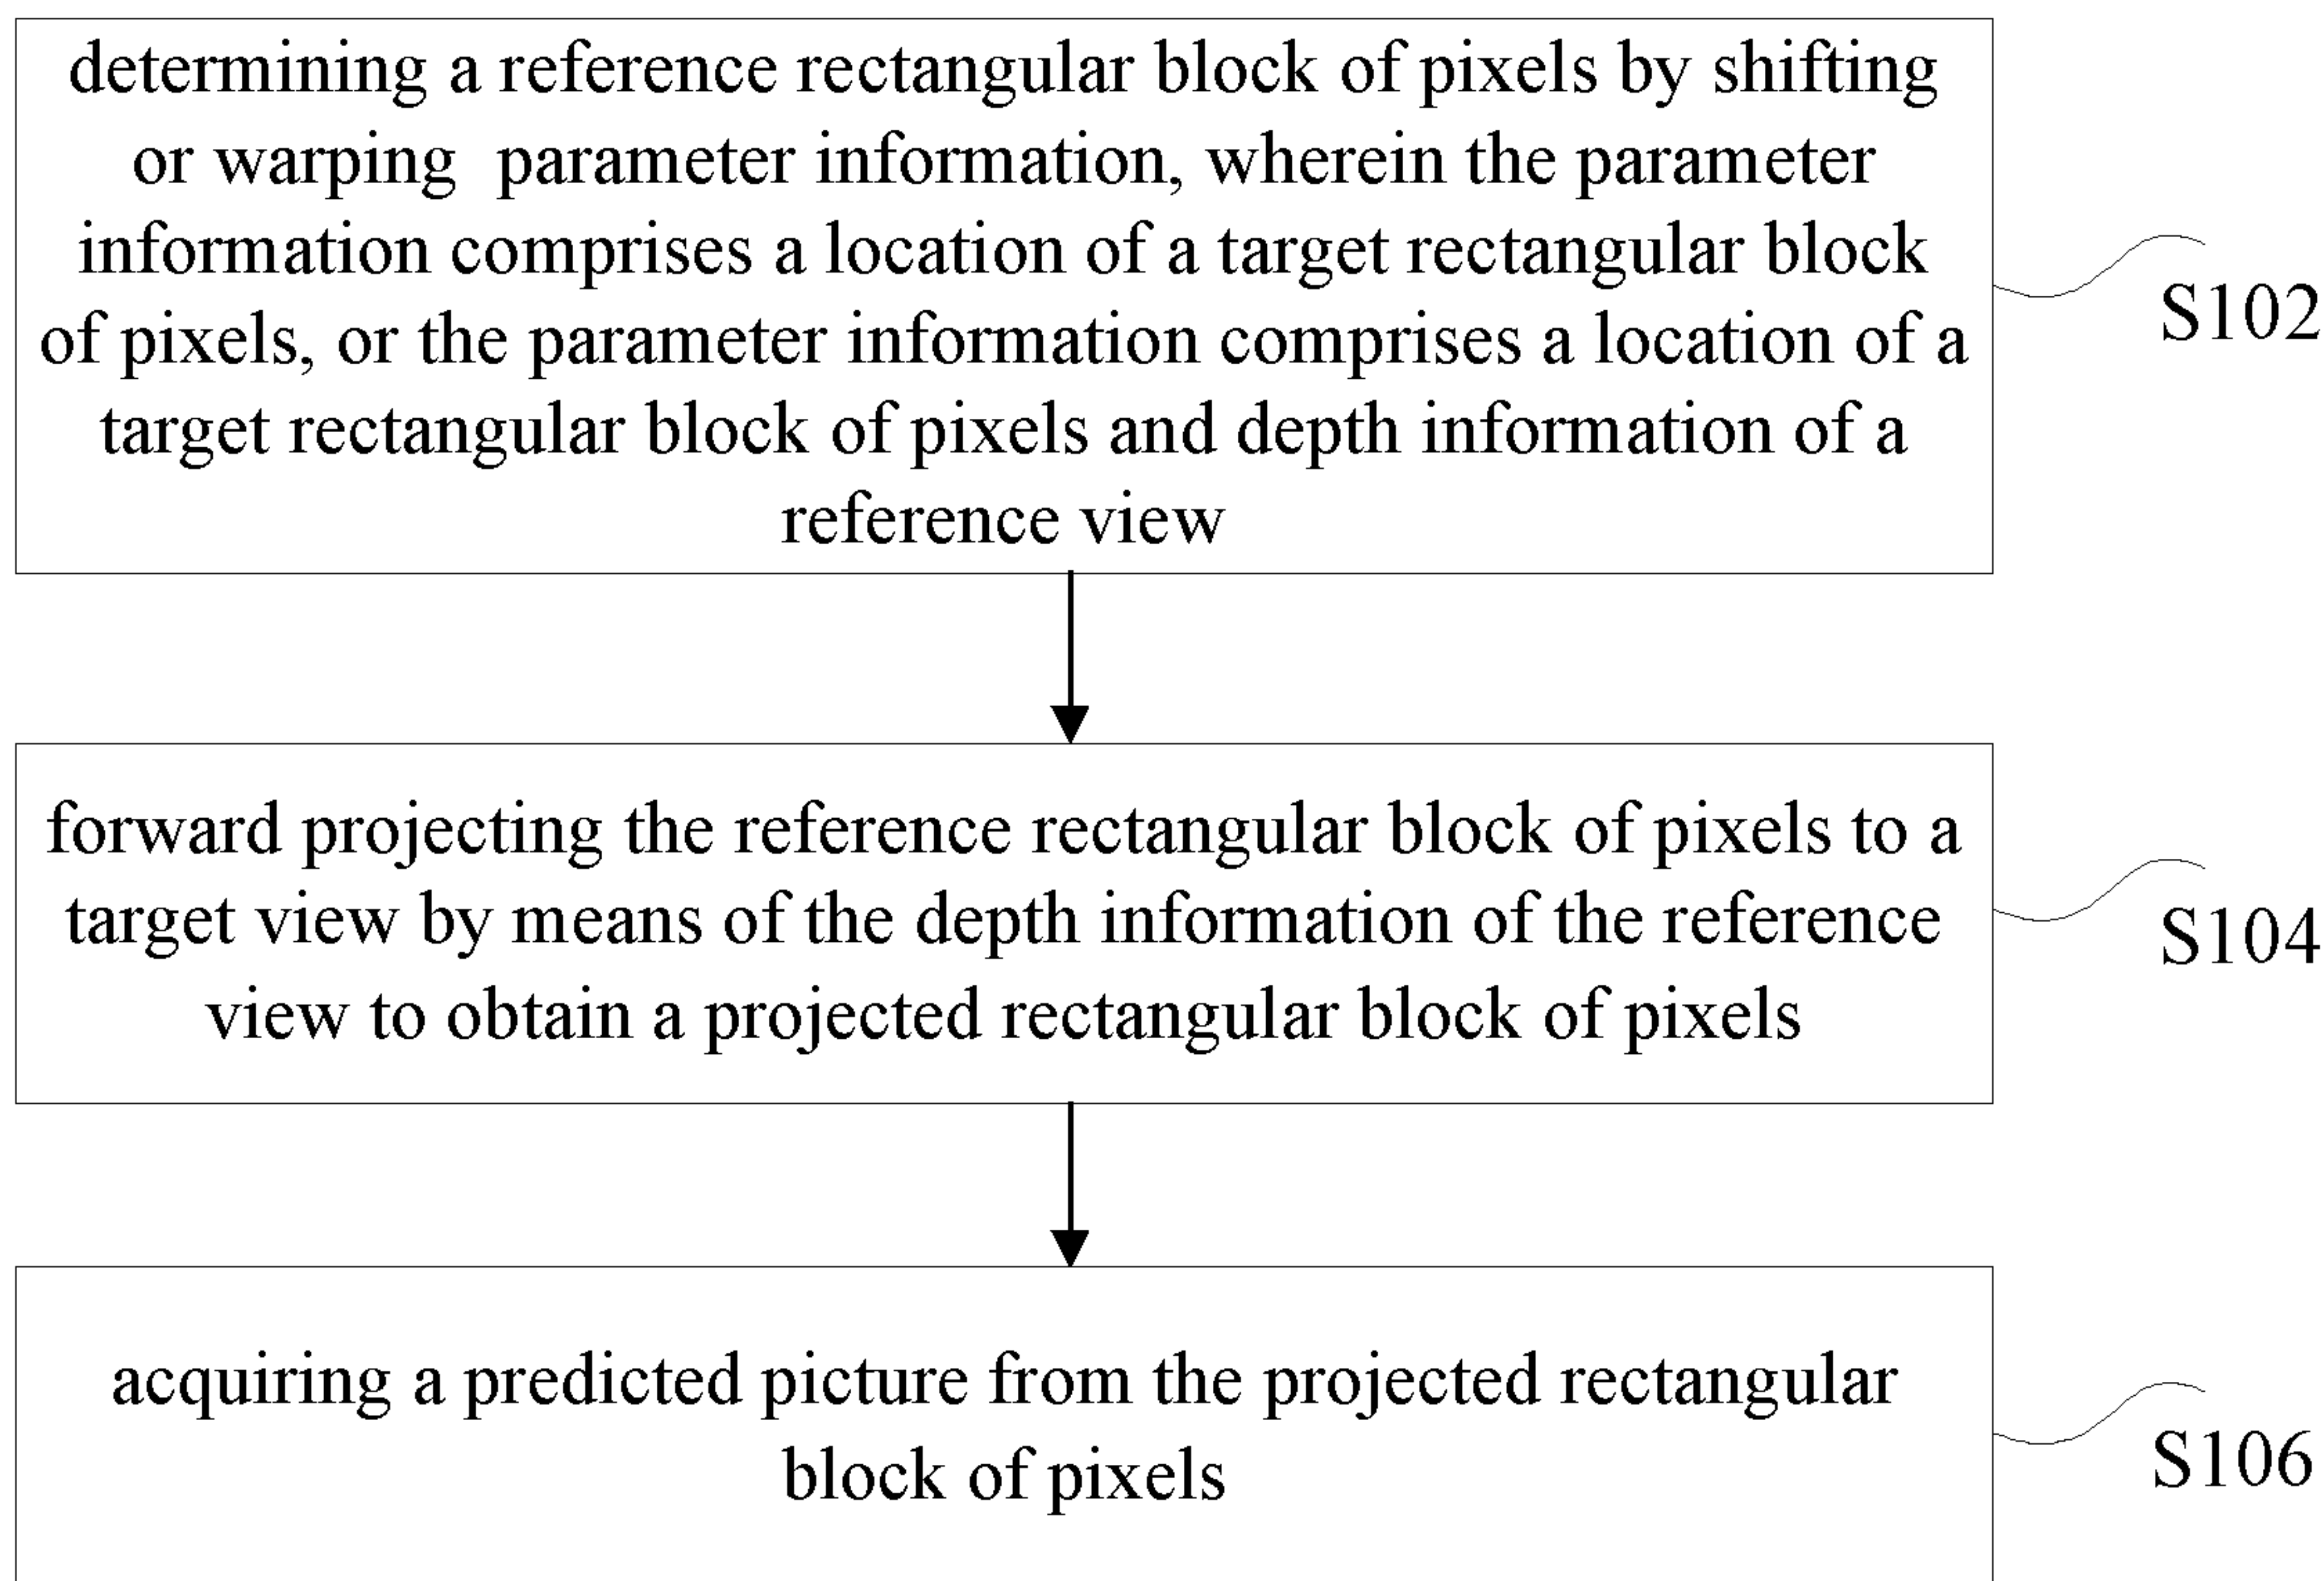 determining a reference rectangular block of pixels by shifting
or warping parameter information, wherein the parameter
information comprises a location of a target rectangular block
of pixels, or the parameter information comprises a location of a
target rectangular block of pixels and depth information of a
reference view
S102
forward projecting the reference rectangular block of pixels to a
target view by means of the depth information of the reference
view to obtain a projected rectangular block of pixels
S104
acquiring a predicted picture from the projected rectangular
block of pixels
S106